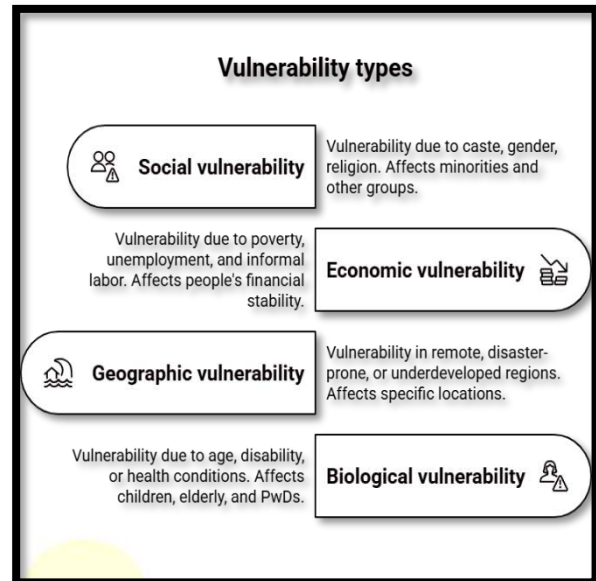 Vulnerability types
Social vulnerability
Vulnerability due to caste, gender,
religion. Affects minorities and
other groups.
Vulnerability due to poverty,
unemployment, and informal
labor. Affects people's financial
stability.
Economic vulnerability
Geographic vulnerability
Vulnerability in remote, disaster-
prone, or underdeveloped regions.
Affects specific locations.
Vulnerability due to age, disability,
or health conditions. Affects
children, elderly, and PwDs.
Biological vulnerability